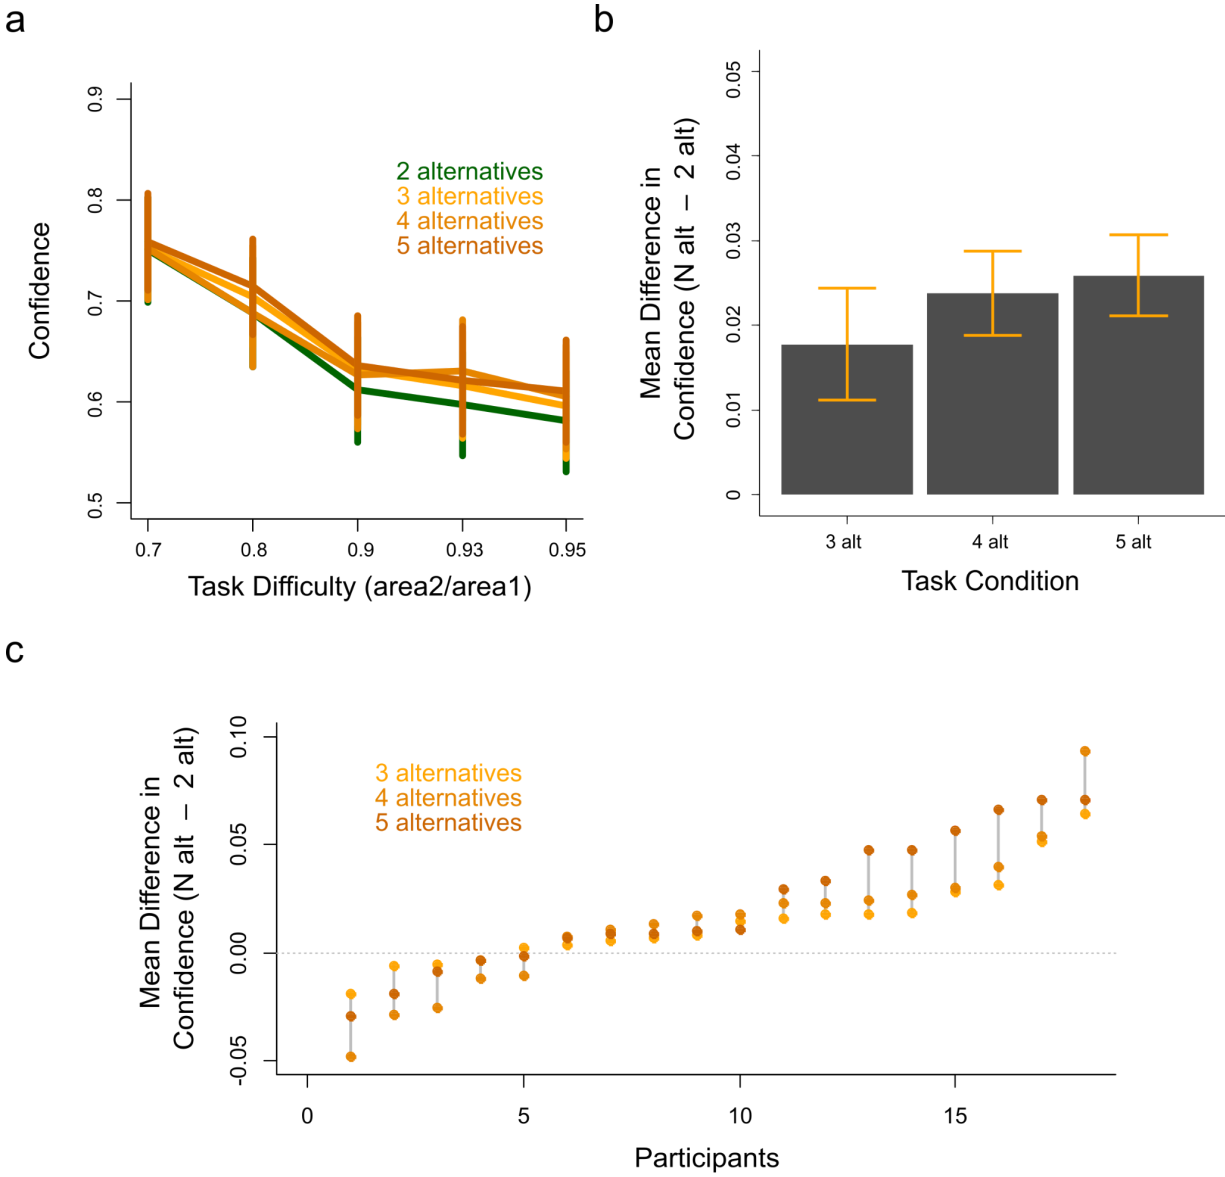 a
0.9
0.8
0.7
0.6
0.5
Confidence
2 alternatives
3 alternatives
4 alternatives
5 alternatives
0.7 0.8 0.9 0.93 0.95
Task Difficulty (area2/area1)
b
0.05
0.04
0.03
0.02
0.01
0
Mean Difference in
Confidence (N alt − 2 alt)
3 alt 4 alt 5 alt
Task Condition
c
0.10
0.05
0.00
-0.05
Mean Difference in
Confidence (N alt − 2 alt)
3 alternatives
4 alternatives
5 alternatives
0 5 10 15
Participants